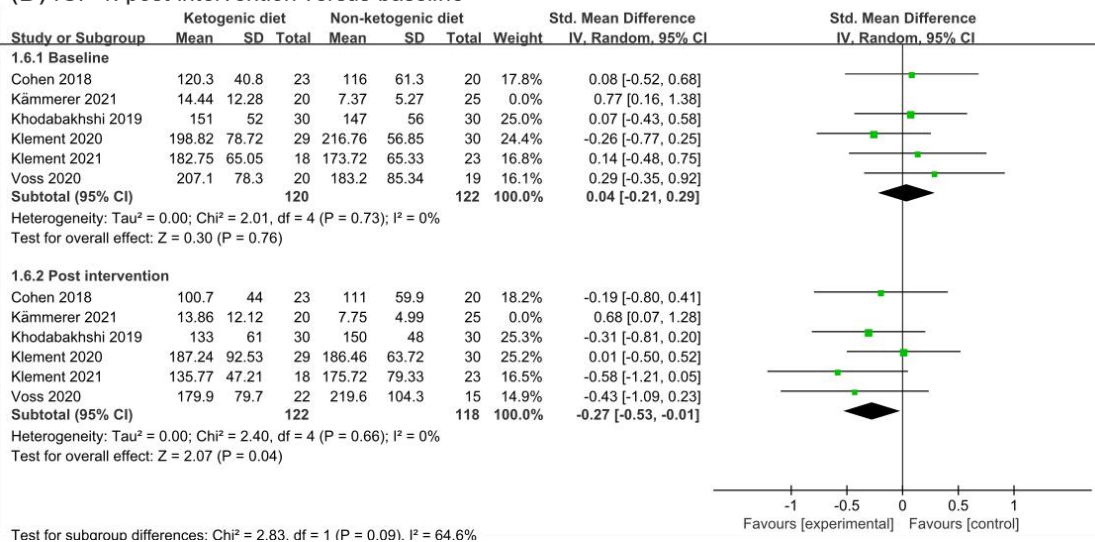 Ketogenic diet Non-ketogenic diet Std. Mean Difference Std. Mean Difference
Study or Subgroup Mean SD Total Mean SD Total Weight IV, Random, 95% CI IV, Random, 95% CI
1.6.1 Baseline
Cohen 2018 120.3 40.8 23 116 61.3 20 17.8% 0.08 [-0.52, 0.68]
Kämmerer 2021 14.44 12.28 20 7.37 5.27 25 0.0% 0.77 [0.16, 1.38]
Khodabakhshi 2019 151 52 30 147 56 30 25.0% 0.07 [-0.43, 0.58]
Klement 2020 198.82 78.72 29 216.76 56.85 30 24.4% -0.26 [-0.77, 0.25]
Klement 2021 182.75 65.05 18 173.72 65.33 23 16.8% 0.14 [-0.48, 0.75]
Voss 2020 207.1 78.3 20 183.2 85.34 19 16.1% 0.29 [-0.35, 0.92]
Subtotal (95% CI) 120 122 100.0% 0.04 [-0.21, 0.29]
Heterogeneity: Tau² = 0.00; Chi² = 2.01, df = 4 (P = 0.73); I² = 0%
Test for overall effect: Z = 0.30 (P = 0.76)
1.6.2 Post intervention
Cohen 2018 100.7 44 23 111 59.9 20 18.2% -0.19 [-0.80, 0.41]
Kämmerer 2021 13.86 12.12 20 7.75 4.99 25 0.0% 0.68 [0.07, 1.28]
Khodabakhshi 2019 133 61 30 150 48 30 25.3% -0.31 [-0.81, 0.20]
Klement 2020 187.24 92.53 29 186.46 63.72 30 25.2% 0.01 [-0.50, 0.52]
Klement 2021 135.77 47.21 18 175.72 79.33 23 16.5% -0.58 [-1.21, 0.05]
Voss 2020 179.9 79.7 22 219.6 104.3 15 14.9% -0.43 [-1.09, 0.23]
Subtotal (95% CI) 122 118 100.0% -0.27 [-0.53, -0.01]
Heterogeneity: Tau² = 0.00; Chi² = 2.40, df = 4 (P = 0.66); I² = 0%
Test for overall effect: Z = 2.07 (P = 0.04)
-1 -0.5 0 0.5 1
Favours [experimental] Favours [control]
Test for subgroup differences: Chi² = 2.83, df = 1 (P = 0.09), I² = 64.6%